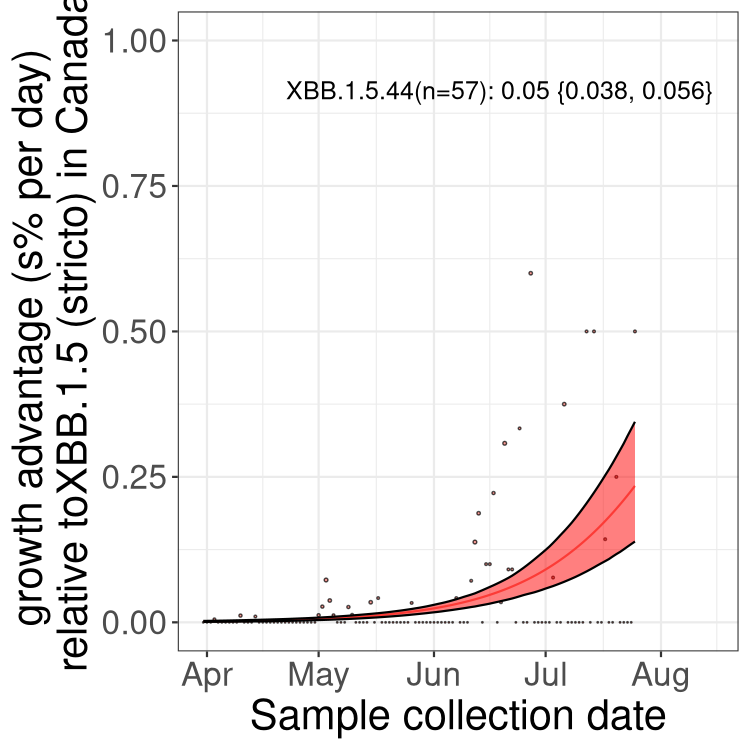 growth advantage (s% per day)
relative toXBB.1.5 (stricto) in Canada
1.00
0.75
0.50
0.25
0.00
XBB.1.5.44(n=57): 0.05 {0.038, 0.056}
Apr May Jun Jul Aug
Sample collection date